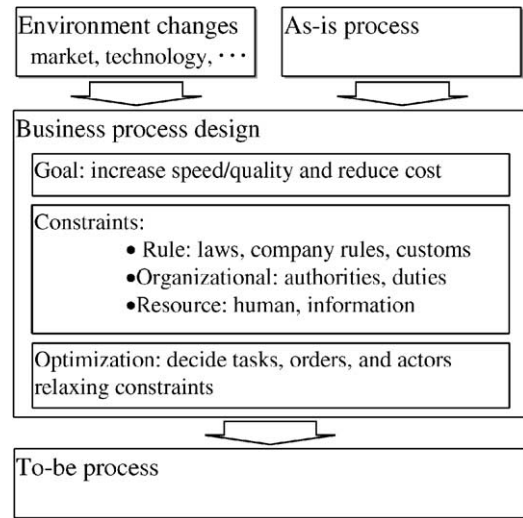 Environment changes
market, technology, ···
As-is process
Business process design
Goal: increase speed/quality and reduce cost
Constraints:
• Rule: laws, company rules, customs
•Organizational: authorities, duties
•Resource: human, information
Optimization: decide tasks, orders, and actors
relaxing constraints
To-be process